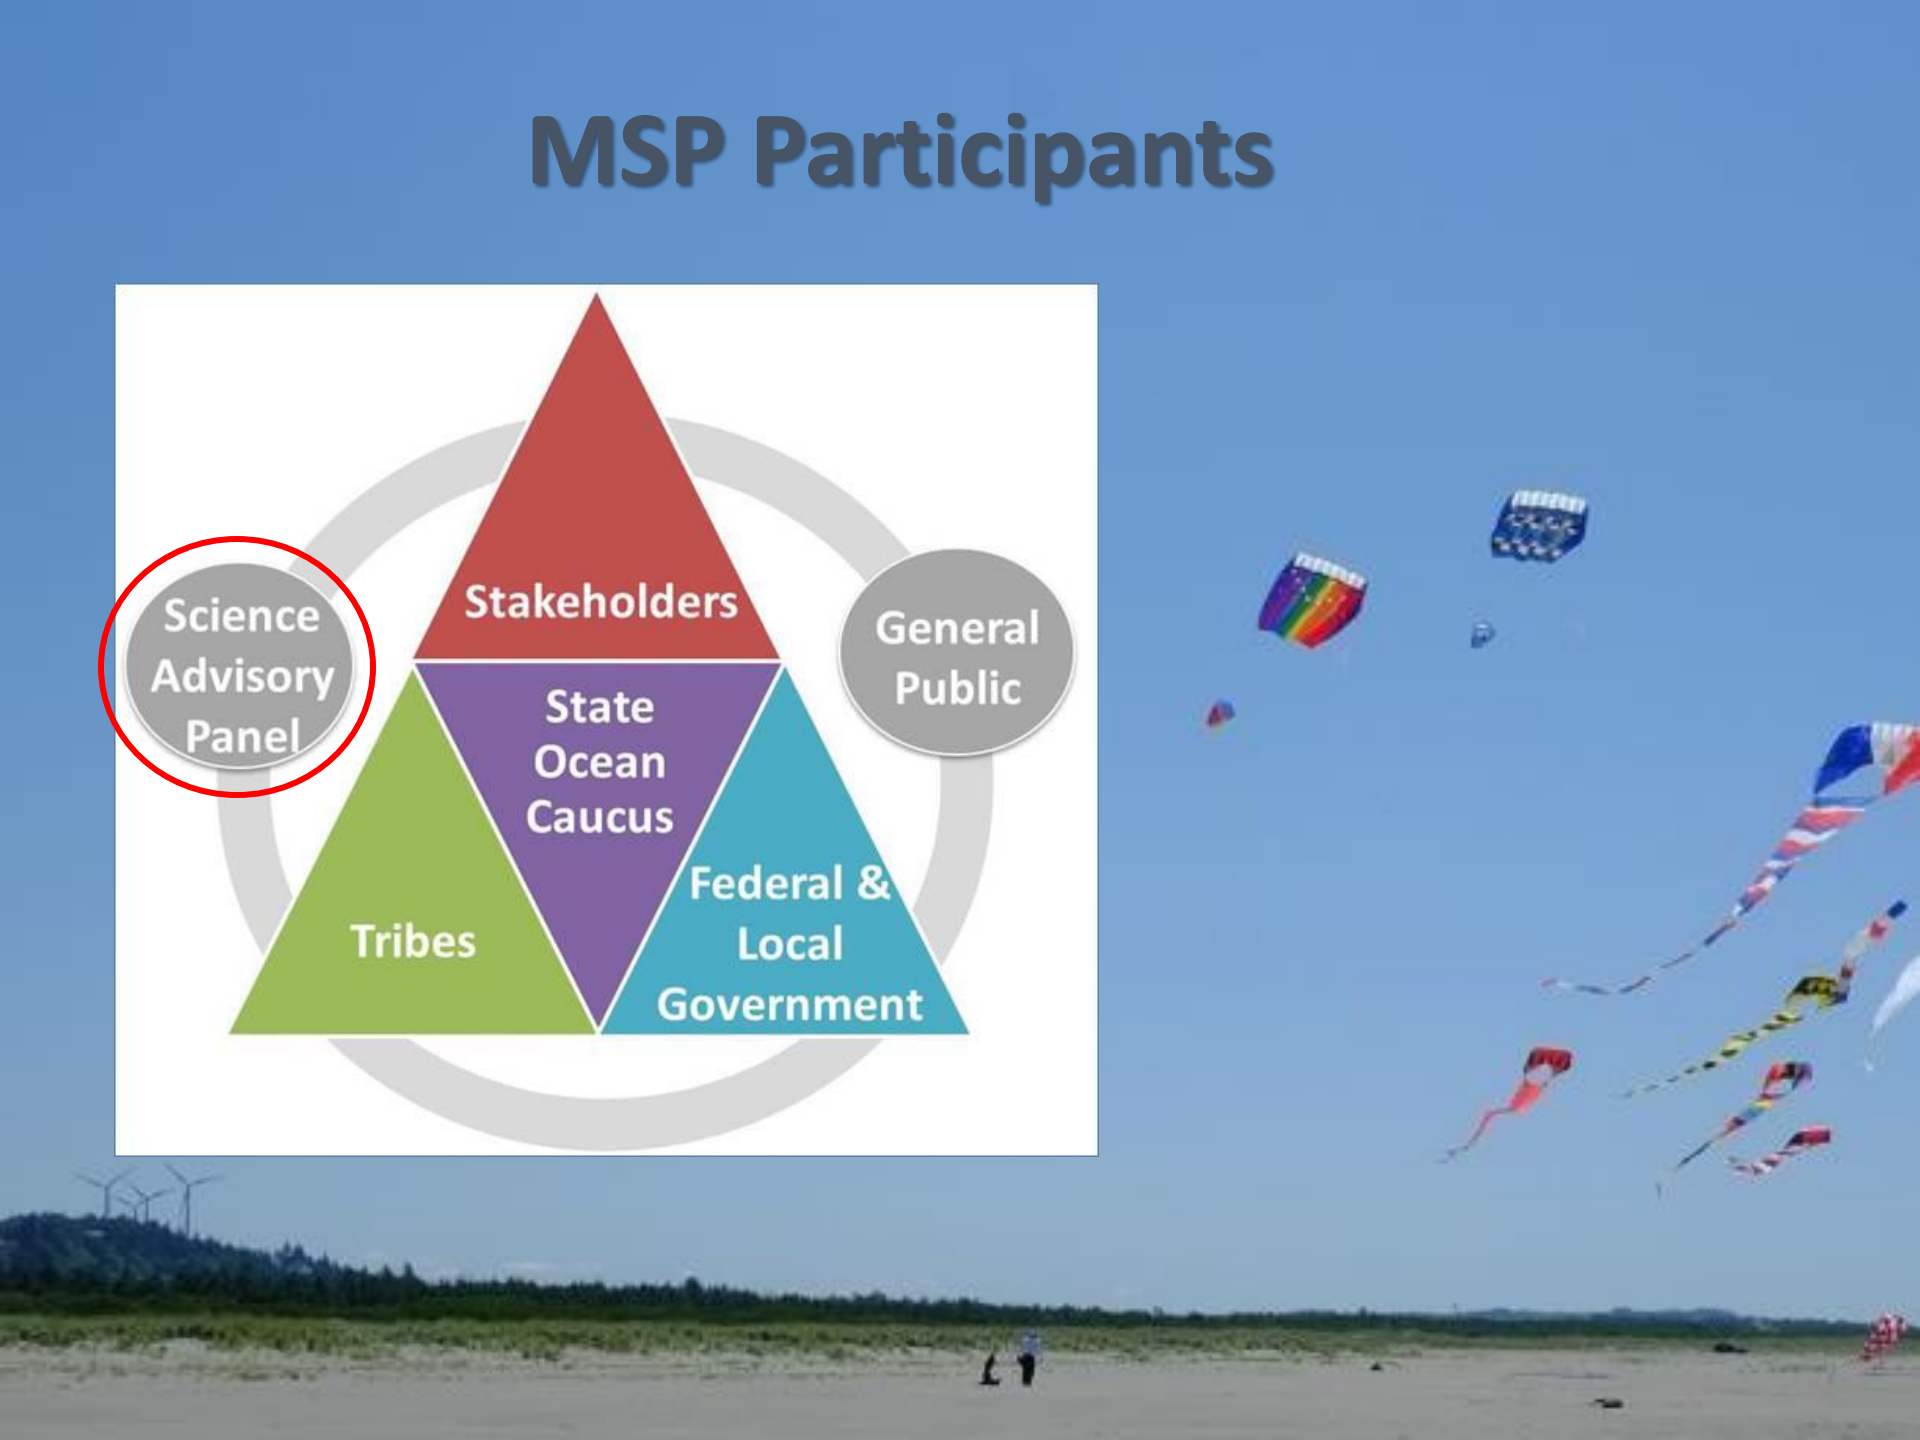 MSP Participants
Stakeholders
Science
Advisory
Panel
General
Public
State
Ocean
Caucus
Tribes
Federal &
Local
Government